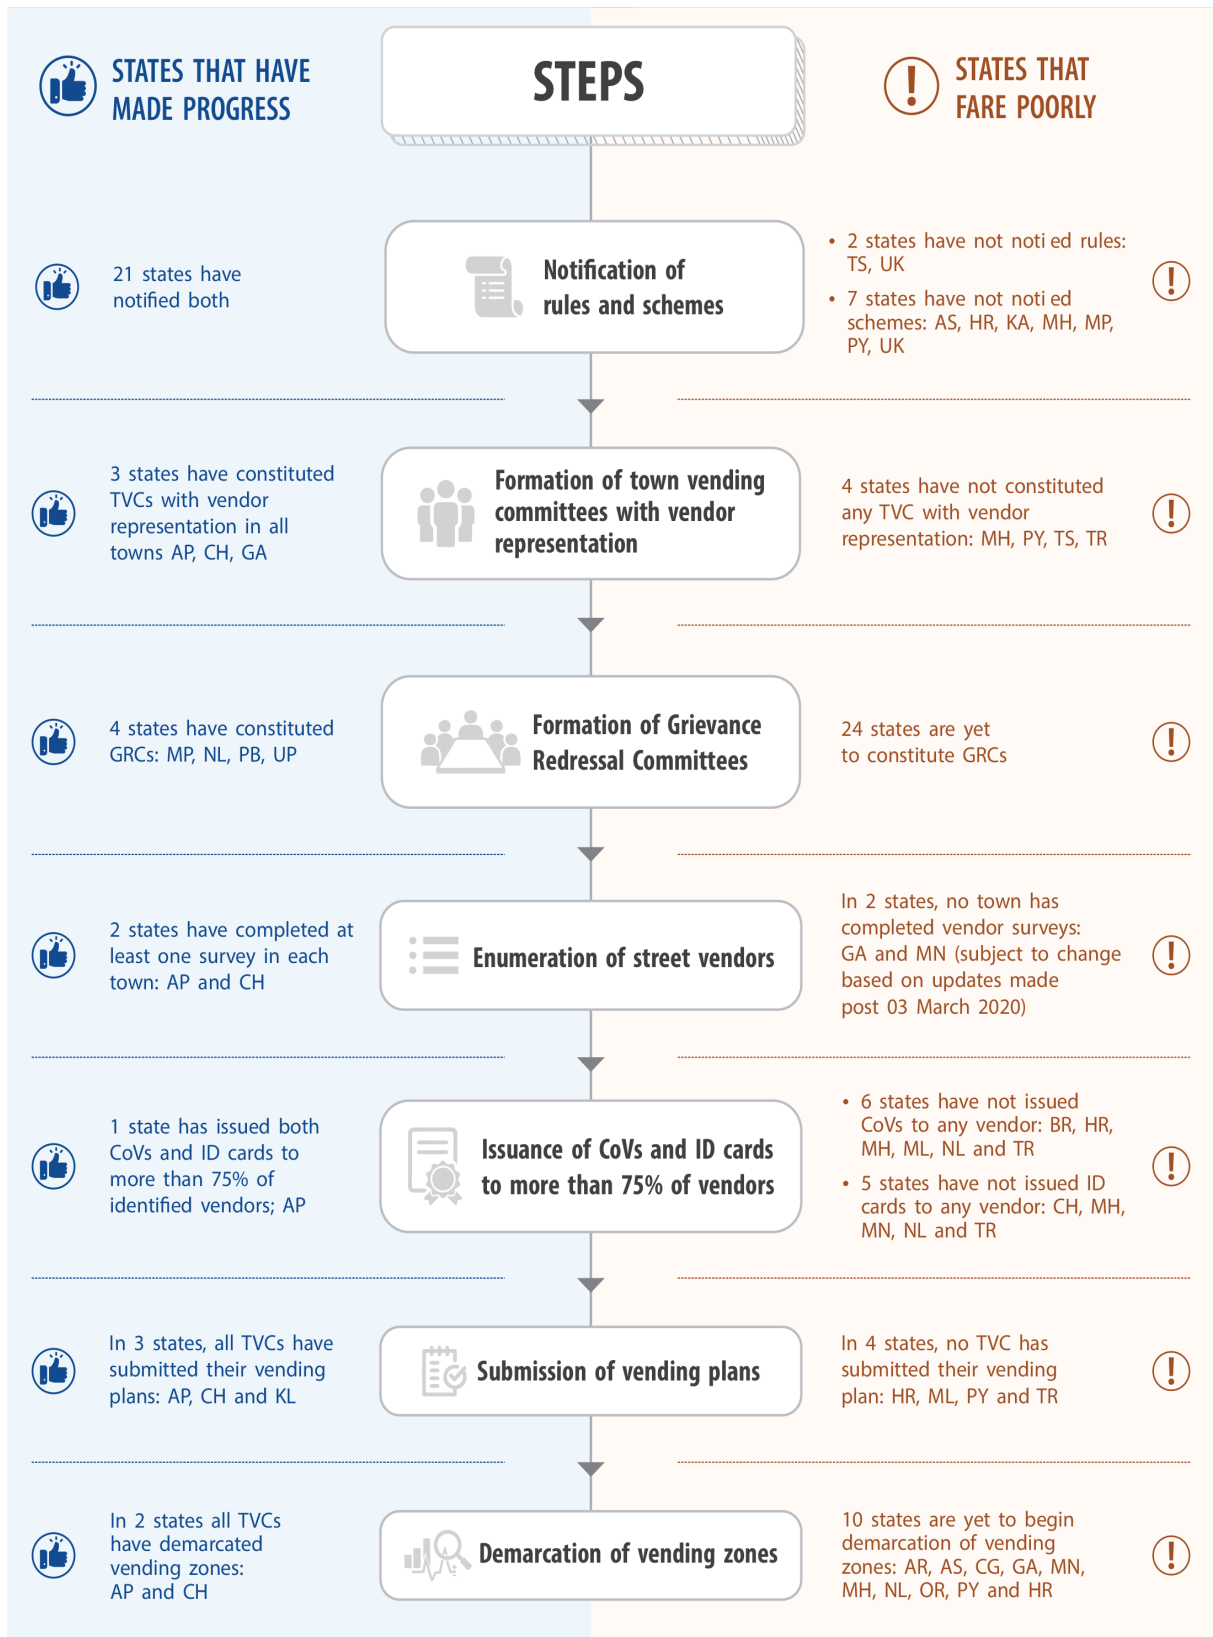 STATES THAT HAVE
MADE PROGRESS
STEPS
STATES THAT
FARE POORLY
21 states have
notified both
Notification of
rules and schemes
• 2 states have not noti ed rules:
TS, UK
• 7 states have not noti ed
schemes: AS, HR, KA, MH, MP,
PY, UK
3 states have constituted
TVCs with vendor
representation in all
towns AP, CH, GA
Formation of town vending
committees with vendor
representation
4 states have not constituted
any TVC with vendor
representation: MH, PY, TS, TR
4 states have constituted
GRCs: MP, NL, PB, UP
Formation of Grievance
Redressal Committees
24 states are yet
to constitute GRCs
2 states have completed at
least one survey in each
town: AP and CH
Enumeration of street vendors
In 2 states, no town has
completed vendor surveys:
GA and MN (subject to change
based on updates made
post 03 March 2020)
1 state has issued both
CoVs and ID cards to
more than 75% of
identified vendors; AP
Issuance of CoVs and ID cards
to more than 75% of vendors
• 6 states have not issued
CoVs to any vendor: BR, HR,
MH, ML, NL and TR
• 5 states have not issued ID
cards to any vendor: CH, MH,
MN, NL and TR
In 3 states, all TVCs have
submitted their vending
plans: AP, CH and KL
Submission of vending plans
In 4 states, no TVC has
submitted their vending
plan: HR, ML, PY and TR
In 2 states all TVCs
have demarcated
vending zones:
AP and CH
Demarcation of vending zones
10 states are yet to begin
demarcation of vending
zones: AR, AS, CG, GA, MN,
MH, NL, OR, PY and HR